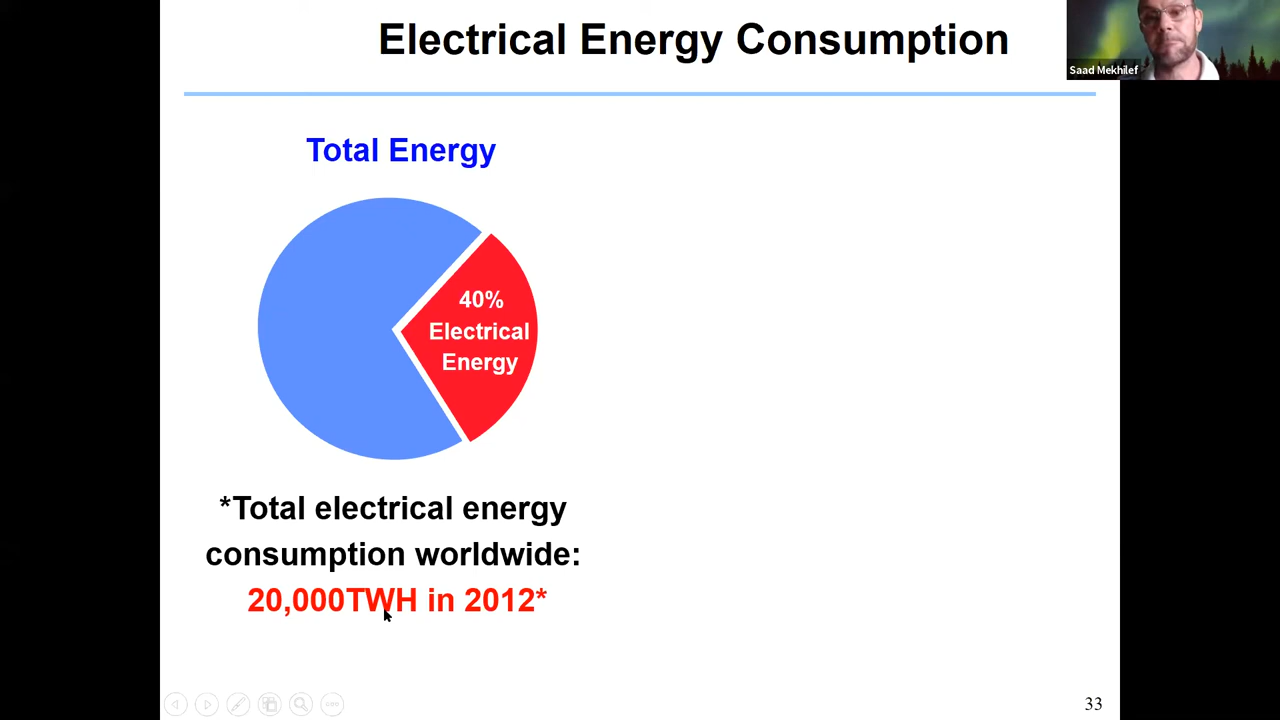 Electrical Energy Consumption
Saad Mekhilef
Total Energy
40%
Electrical
Energy
*Total electrical energy
consumption worldwide:
20,000TWH in 2012*
33